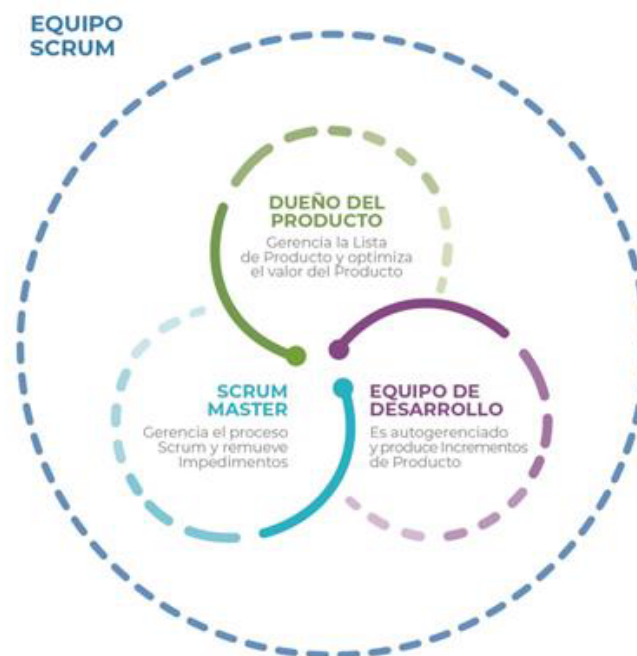 EQUIPO
SCRUM
DUEÑO DEL
PRODUCTO
Gerencia la Lista
de Producto y optimiza
el valor del Producto
SCRUM
MASTER
Gerencia el proceso
Scrum y remueve
Impedimentos
EQUIPO DE
DESARROLLO
Es autogerenciado
y produce Incrementos
de Producto